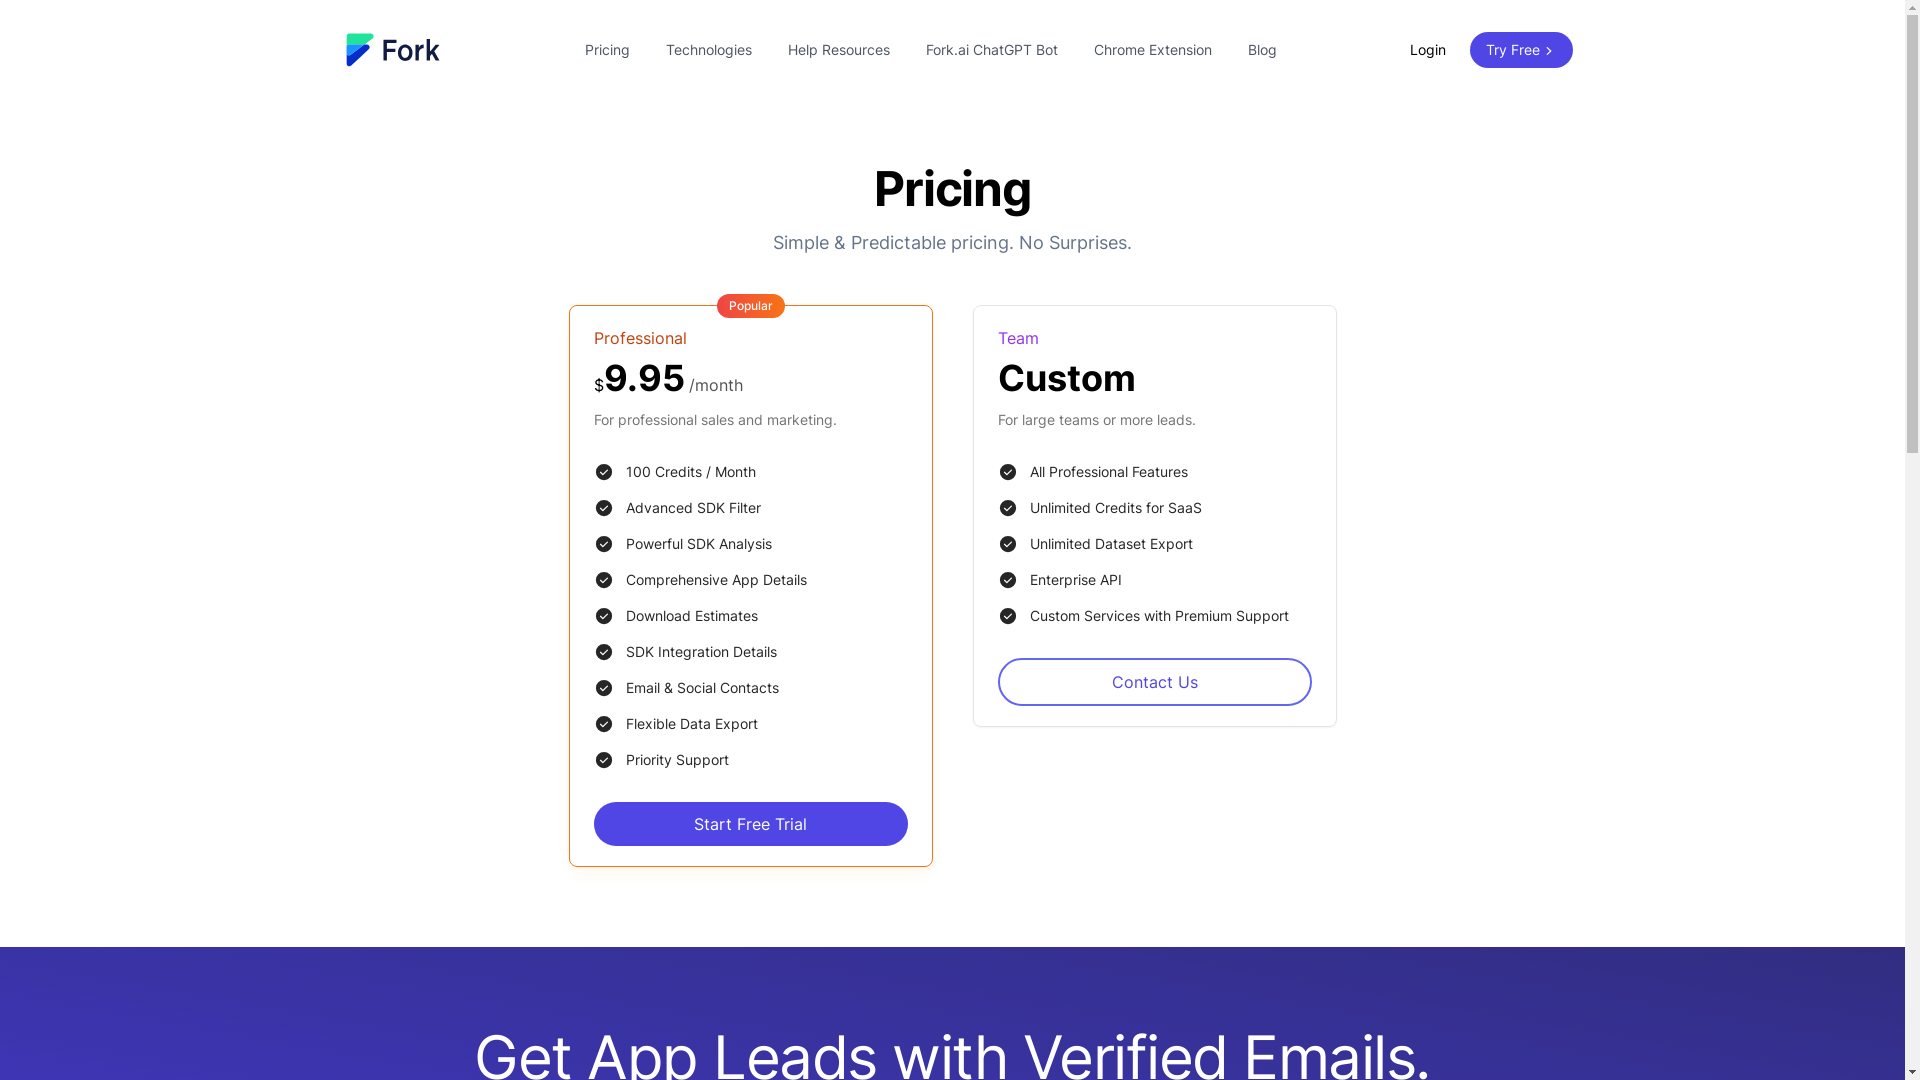 Fork
Pricing
Technologies
Help Resources
Fork.ai ChatGPT Bot
Chrome Extension
Blog
Login
Try Free
Pricing
Simple & Predictable pricing. No Surprises.
Popular
Professional
$9.95 /month
For professional sales and marketing.
100 Credits / Month
Advanced SDK Filter
Powerful SDK Analysis
Comprehensive App Details
Download Estimates
SDK Integration Details
Email & Social Contacts
Flexible Data Export
Priority Support
Start Free Trial
Team
Custom
For large teams or more leads.
All Professional Features
Unlimited Credits for SaaS
Unlimited Dataset Export
Enterprise API
Custom Services with Premium Support
Contact Us
Get App Leads with Verified Emails.